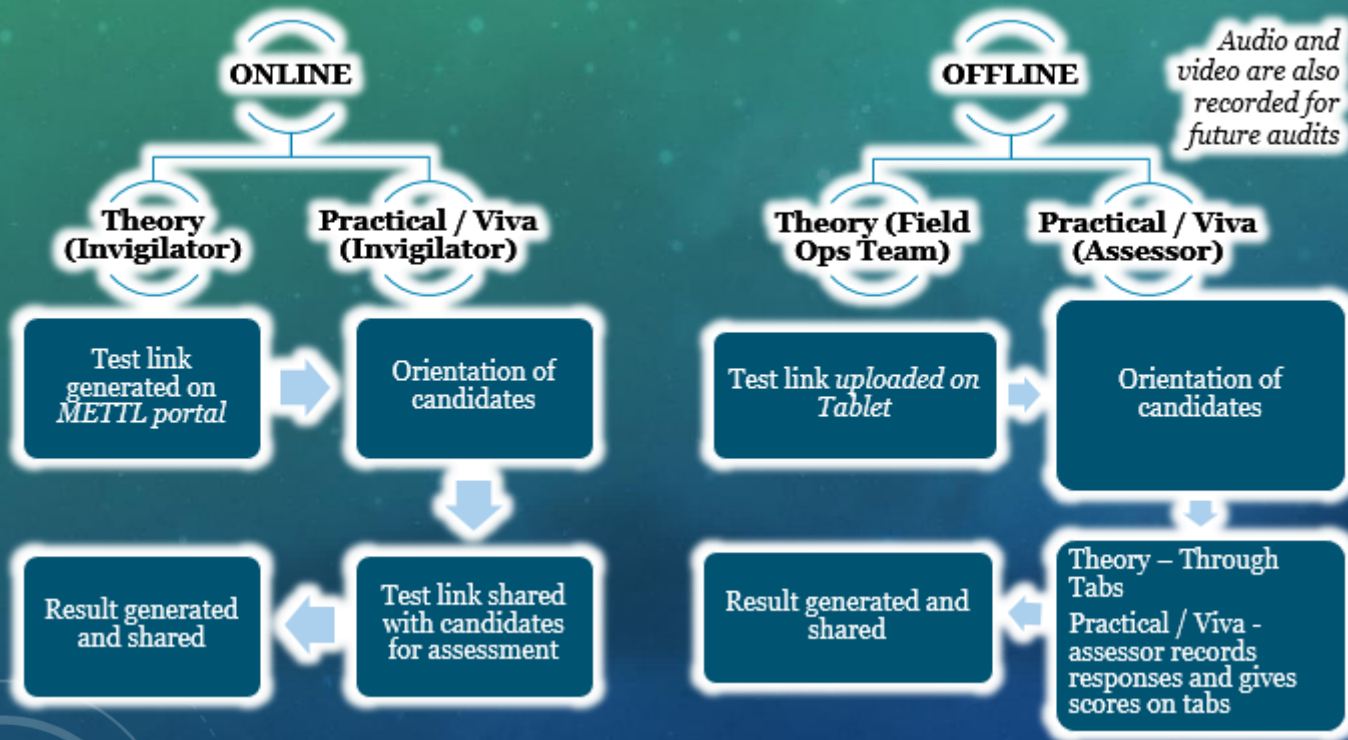 ONLINE
Theory
(Invigilator)
Practical / Viva
(Invigilator)
Test link
generated on
METTL portal
Orientation of
candidates
Test link shared
with candidates
for assessment
Result generated
and shared
OFFLINE
Audio and
video are also
recorded for
future audits
Theory (Field
Ops Team)
Practical / Viva
(Assessor)
Test link uploaded on
Tablet
Orientation of
candidates
Theory – Through
Tabs
Practical / Viva -
assessor records
responses and gives
scores on tabs
Result generated and
shared